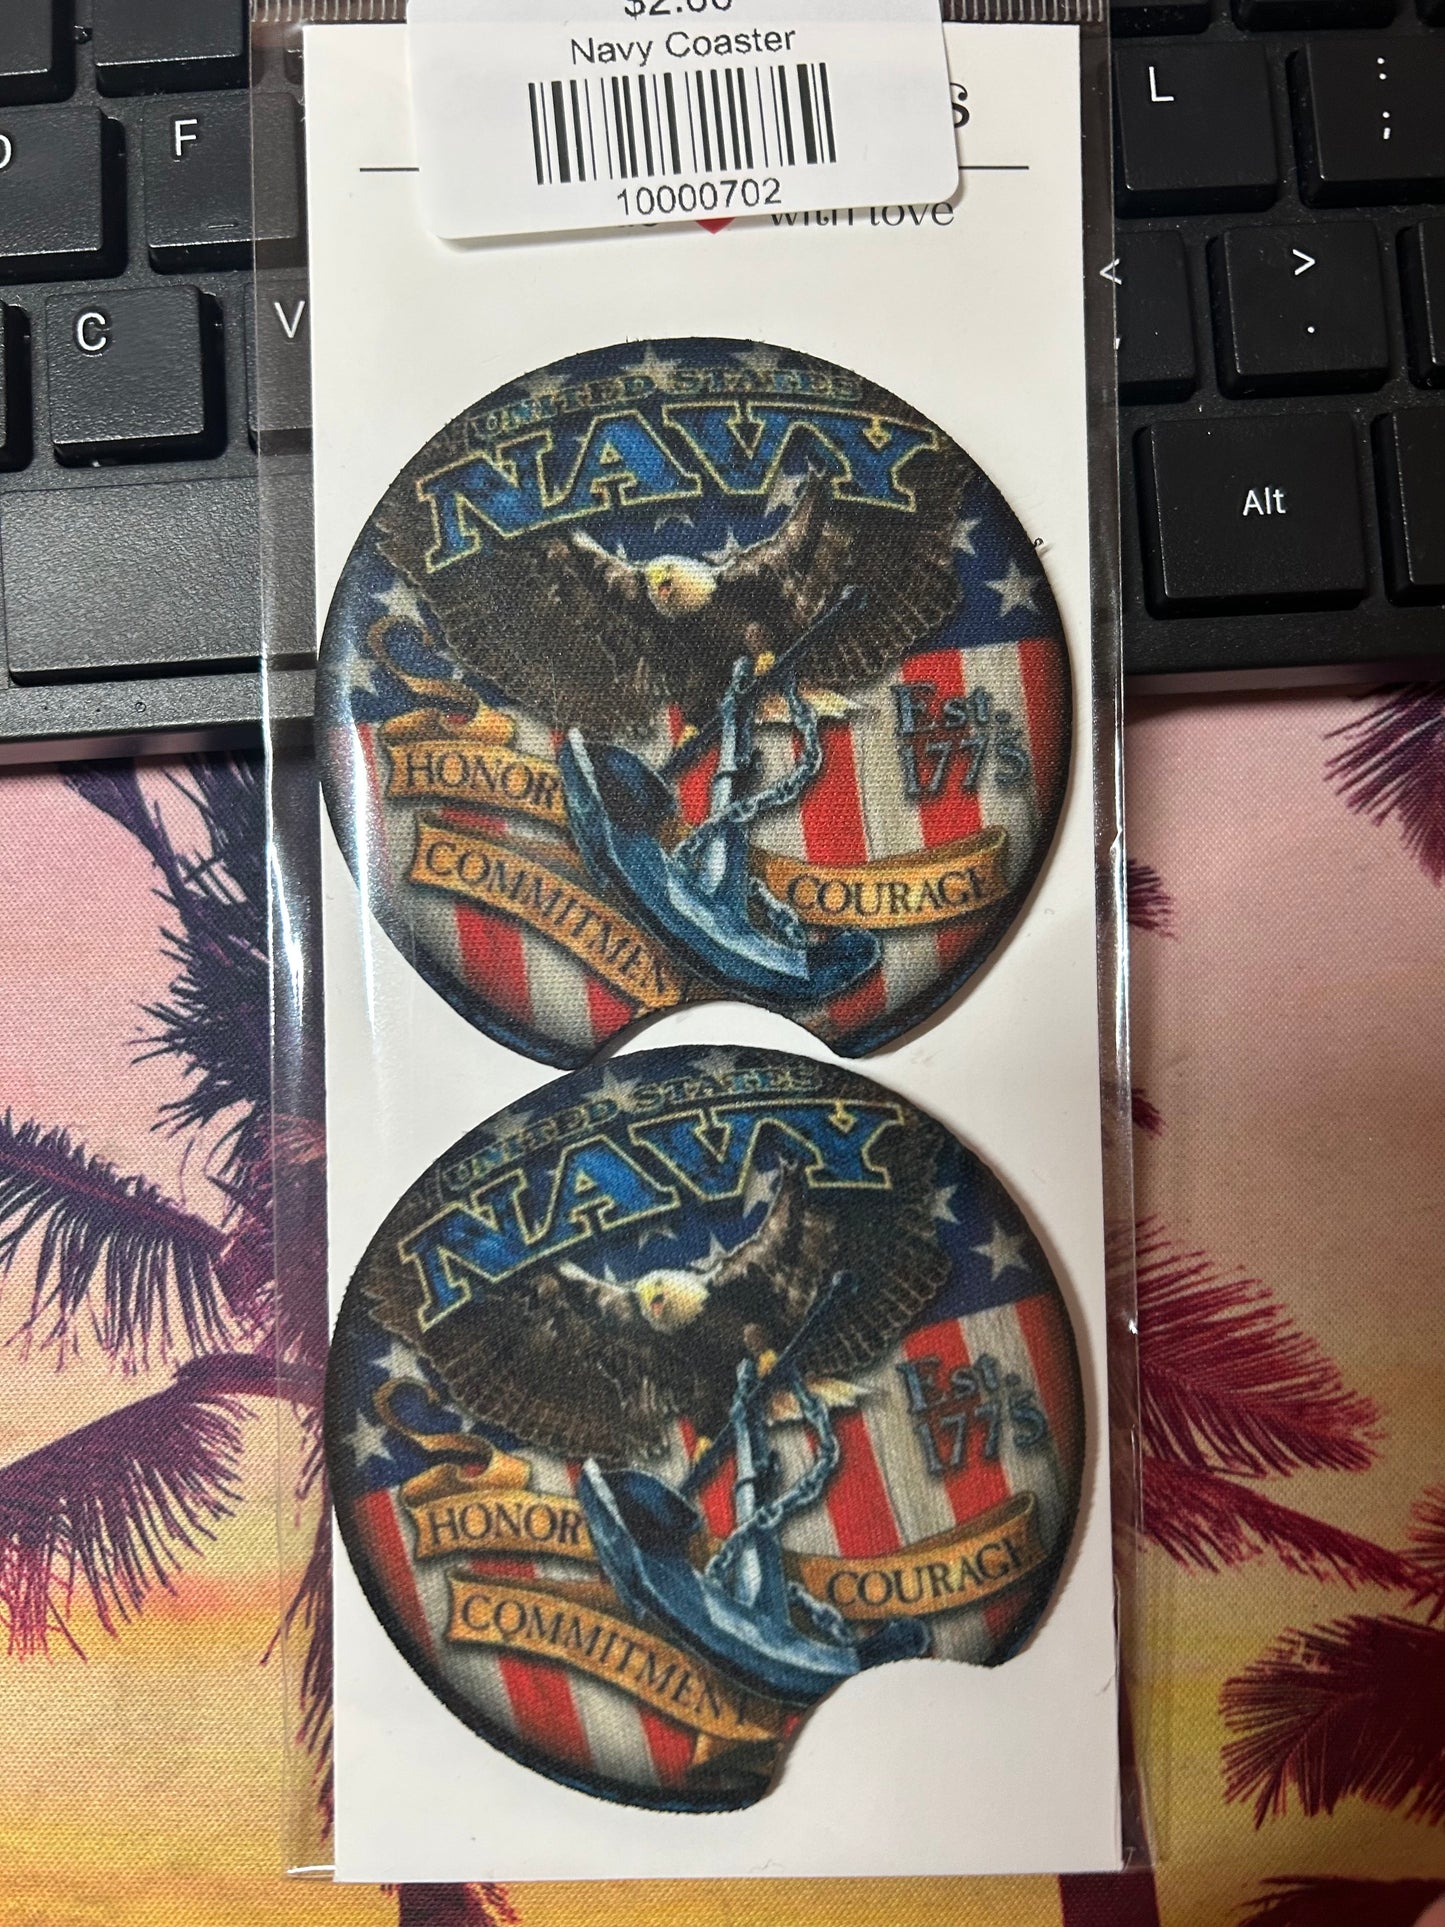 Navy Coaster
10000702
with love
UNITED STATES
NAVY
Est.
1775
HONOR
COMMITMENT
COURAGE
UNITED STATES
NAVY
Est.
1775
HONOR
COMMITMENT
COURAGE
F
L
:
;
C
V
<
>
.
Alt